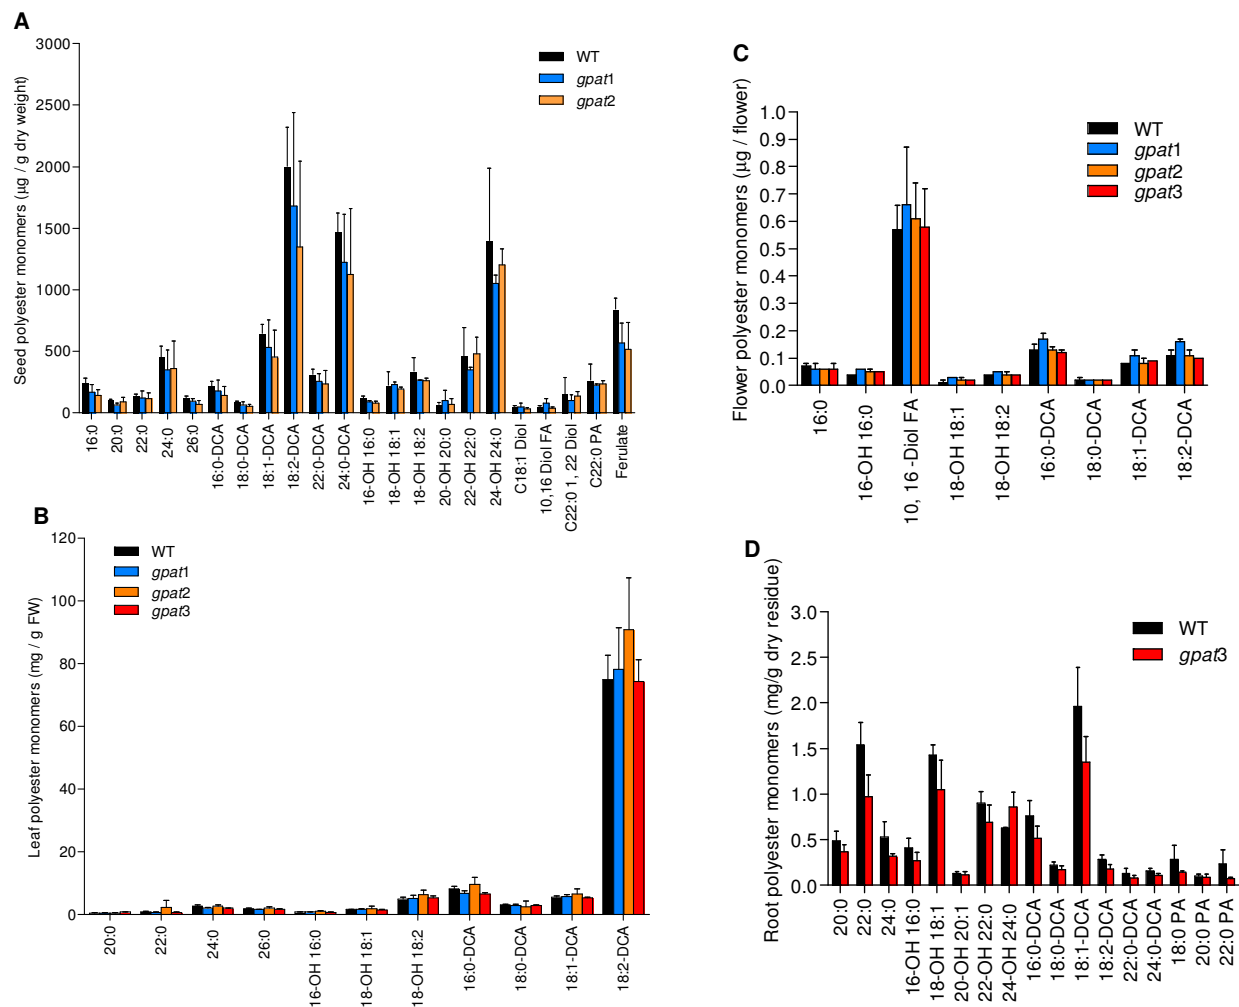 A
Seed polyester monomers (µg / g dry weight)
3000
2500
2000
1500
1000
500
0
WT
gpat1
gpat2
16:0
20:0
22:0
24:0
26:0
16:0-DCA
18:0-DCA
18:1-DCA
18:2-DCA
22:0-DCA
24:0-DCA
16-OH 16:0
18-OH 18:1
18-OH 18:2
20-OH 20:0
22-OH 22:0
24-OH 24:0
C18:1 Diol
10,16 Diol FA
C22:0 1, 22 Diol
C22:0 PA
Ferulate
B
Leaf polyester monomers (mg / g FW)
120
100
80
60
40
20
0
WT
gpat1
gpat2
gpat3
20:0
22:0
24:0
26:0
16-OH 16:0
18-OH 18:1
18-OH 18:2
16:0-DCA
18:0-DCA
18:1-DCA
18:2-DCA
C
Flower polyester monomers (µg / flower)
1.0
0.9
0.8
0.7
0.6
0.5
0.4
0.3
0.2
0.1
0.0
WT
gpat1
gpat2
gpat3
16:0
16-OH 16:0
10, 16 -Diol FA
18-OH 18:1
18-OH 18:2
16:0-DCA
18:0-DCA
18:1-DCA
18:2-DCA
D
Root polyester monomers (mg/g dry residue)
3.0
2.5
2.0
1.5
1.0
0.5
0.0
WT
gpat3
20:0
22:0
24:0
16-OH 16:0
18-OH 18:1
20-OH 20:1
22-OH 22:0
24-OH 24:0
16:0-DCA
18:0-DCA
18:1-DCA
18:2-DCA
22:0-DCA
24:0-DCA
18:0 PA
20:0 PA
22:0 PA